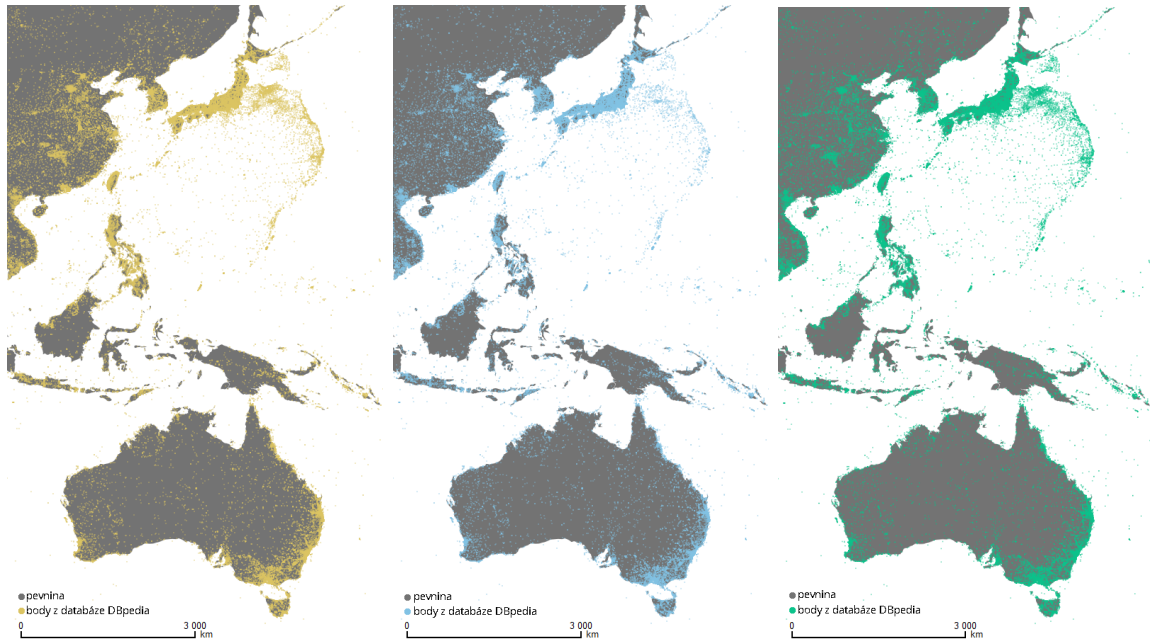 pevnina
body z databáze DBpedia
0 3 000
km
pevnina
body z databáze DBpedia
0 3 000
km
pevnina
body z databáze DBpedia
0 3 000
km